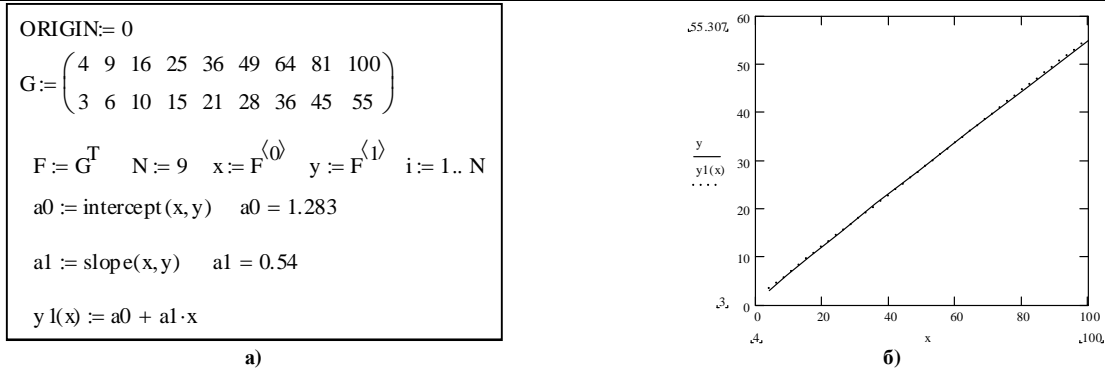 ORIGIN:= 0
G := ( 4 9 16 25 36 49 64 81 100
3 6 10 15 21 28 36 45 55 )
F := G^T N := 9 x := F^⟨0⟩ y := F^⟨1⟩ i := 1.. N
a0 := intercept(x, y) a0 = 1.283
a1 := slope(x, y) a1 = 0.54
y1(x) := a0 + a1·x
а)
55.307
3
60
50
40
30
20
10
0
y
y1(x)
0 20 40 60 80 100
4 x 100
б)